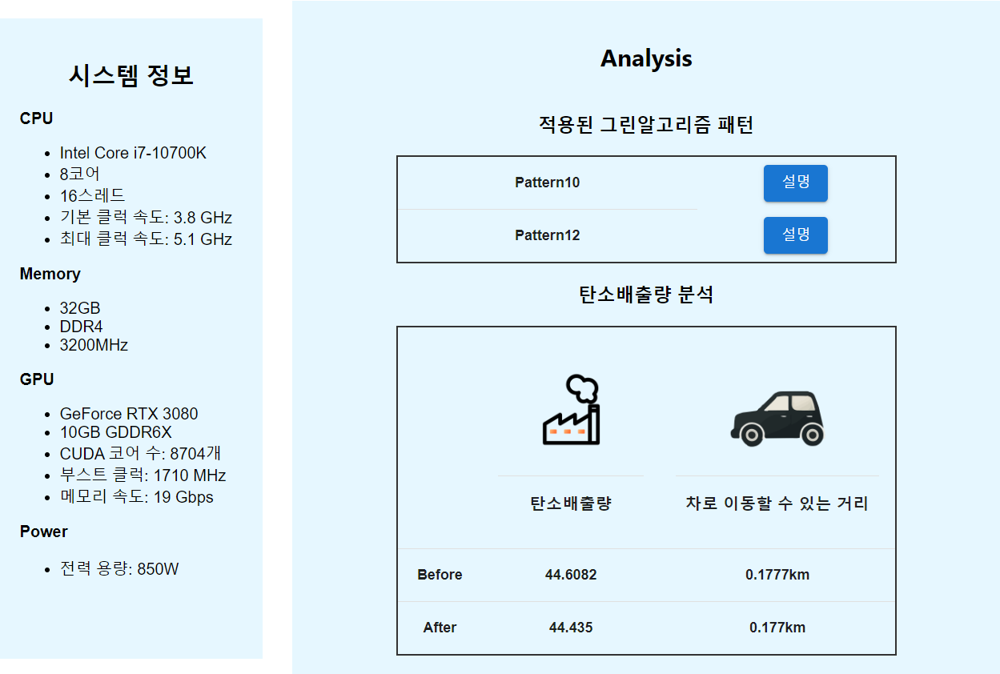 시스템 정보
CPU
Intel Core i7-10700K
8코어
16스레드
기본 클럭 속도: 3.8 GHz
최대 클럭 속도: 5.1 GHz
Memory
32GB
DDR4
3200MHz
GPU
GeForce RTX 3080
10GB GDDR6X
CUDA 코어 수: 8704개
부스트 클럭: 1710 MHz
메모리 속도: 19 Gbps
Power
전력 용량: 850W
Analysis
적용된 그린알고리즘 패턴
Pattern10 설명
Pattern12 설명
탄소배출량 분석
탄소배출량 차로 이동할 수 있는 거리
Before 44.6082 0.1777km
After 44.435 0.177km